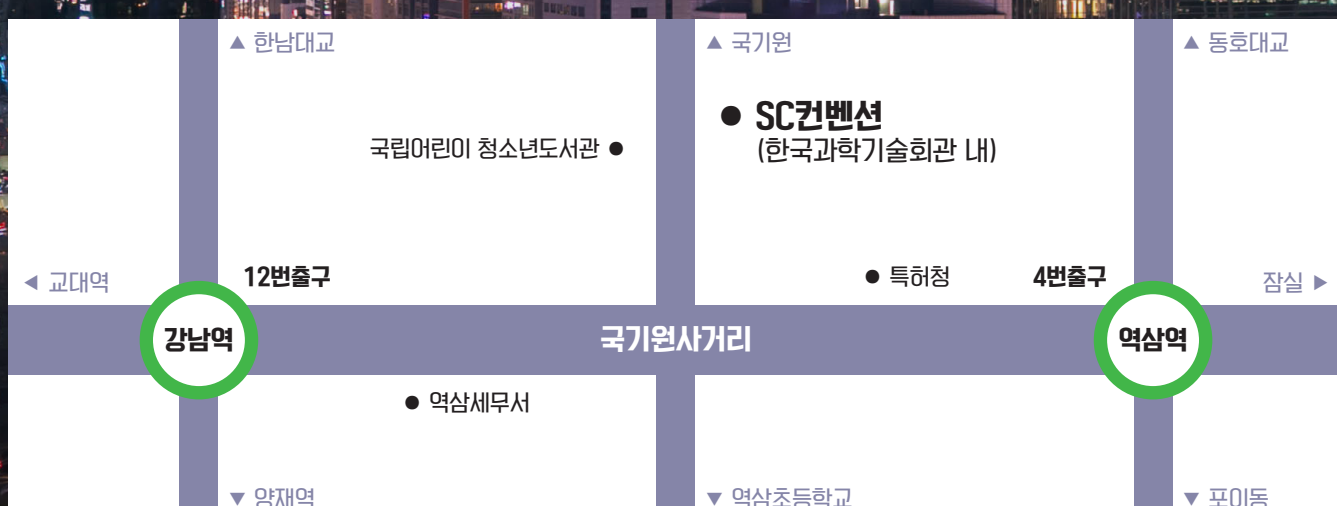 ▲ 한남대교
▲ 국기원
▲ 동호대교
● SC컨벤션
(한국과학기술회관 내)
국립어린이 청소년도서관 ●
◀ 교대역
12번출구
● 특허청
4번출구
잠실 ▶
강남역
국기원사거리
역삼역
● 역삼세무서
▼ 양재역
▼ 역삼초등학교
▼ 포이동